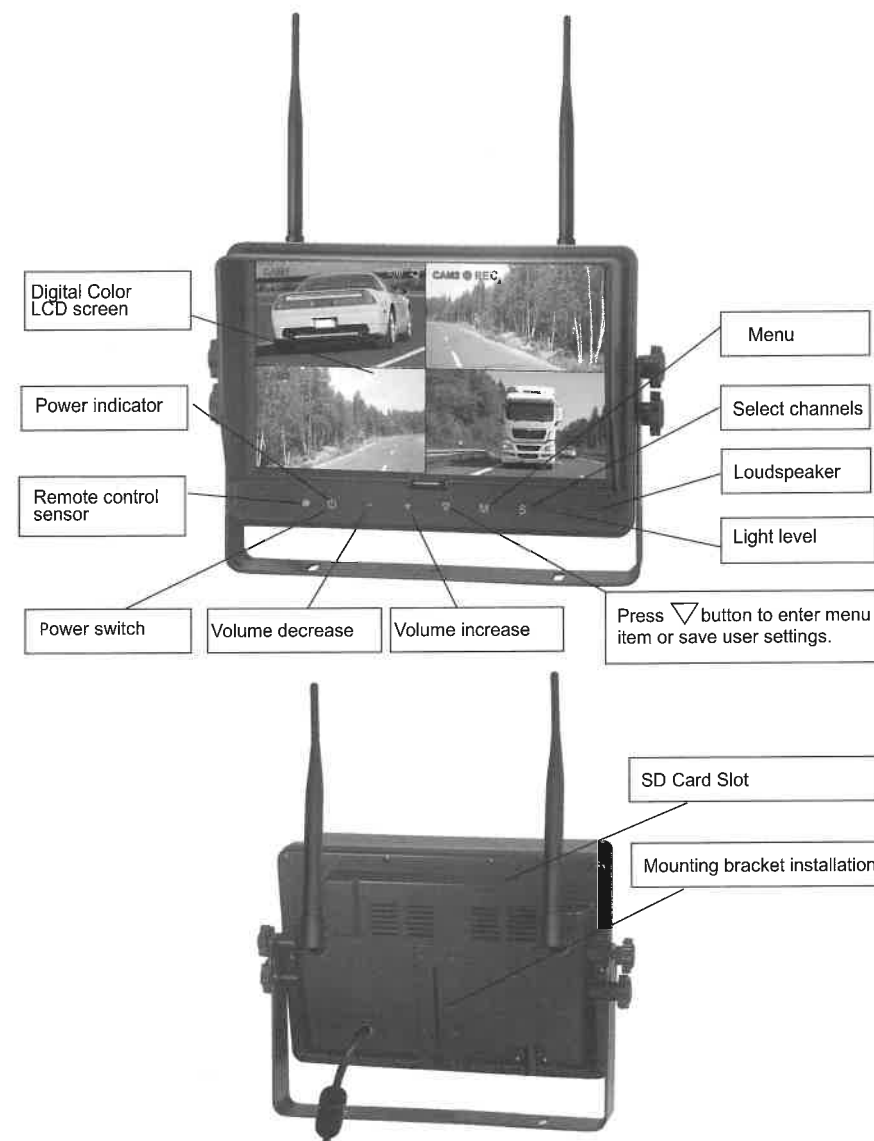 CAM2 REC
Digital Color
LCD screen
Menu
Power indicator
Select channels
Loudspeaker
Remote control
sensor
M
S
Light level
Power switch
Volume decrease
Volume increase
Press ▽ button to enter menu
item or save user settings.
SD Card Slot
Mounting bracket installation